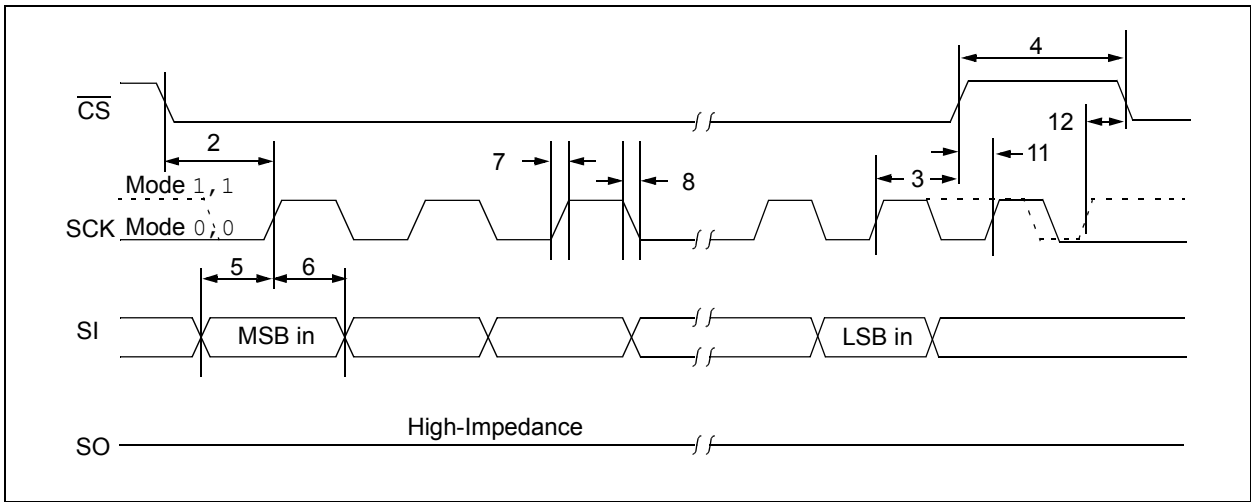 4
CS
12
2
7
8
3
11
Mode 1,1
SCK Mode 0,0
5 6
SI MSB in LSB in
High-Impedance
SO